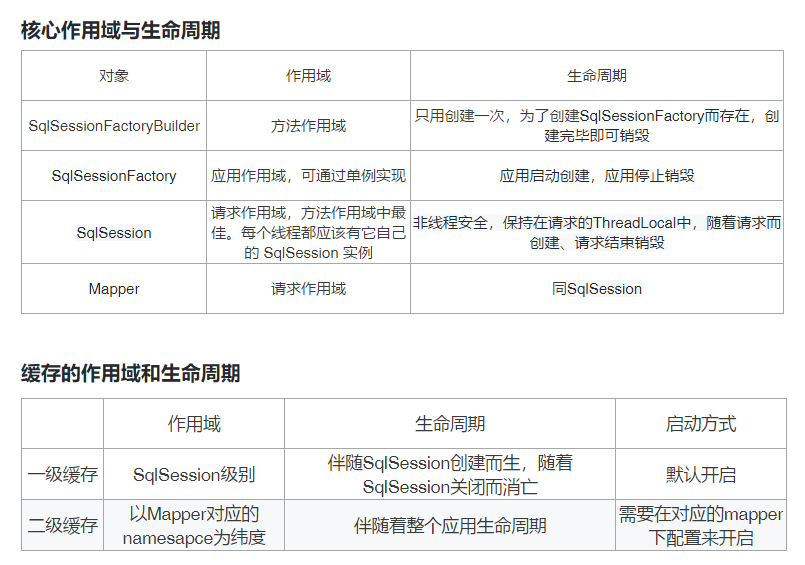 核心作用域与生命周期
对象 作用域 生命周期
SqlSessionFactoryBuilder 方法作用域 只用创建一次，为了创建SqlSessionFactory而存在，创
建完毕即可销毁
SqlSessionFactory 应用作用域，可通过单例实现 应用启动创建，应用停止销毁
SqlSession
请求作用域，方法作用域中最
佳。每个线程都应该有它自己
的 SqlSession 实例
非线程安全，保持在请求的ThreadLocal中，随着请求而
创建、请求结束销毁
Mapper 请求作用域 同SqlSession
缓存的作用域和生命周期
作用域 生命周期 启动方式
一级缓存 SqlSession级别
伴随SqlSession创建而生，随着
SqlSession关闭而消亡
默认开启
二级缓存
以Mapper对应的
namesapce为纬度
伴随着整个应用生命周期
需要在对应的mapper
下配置来开启